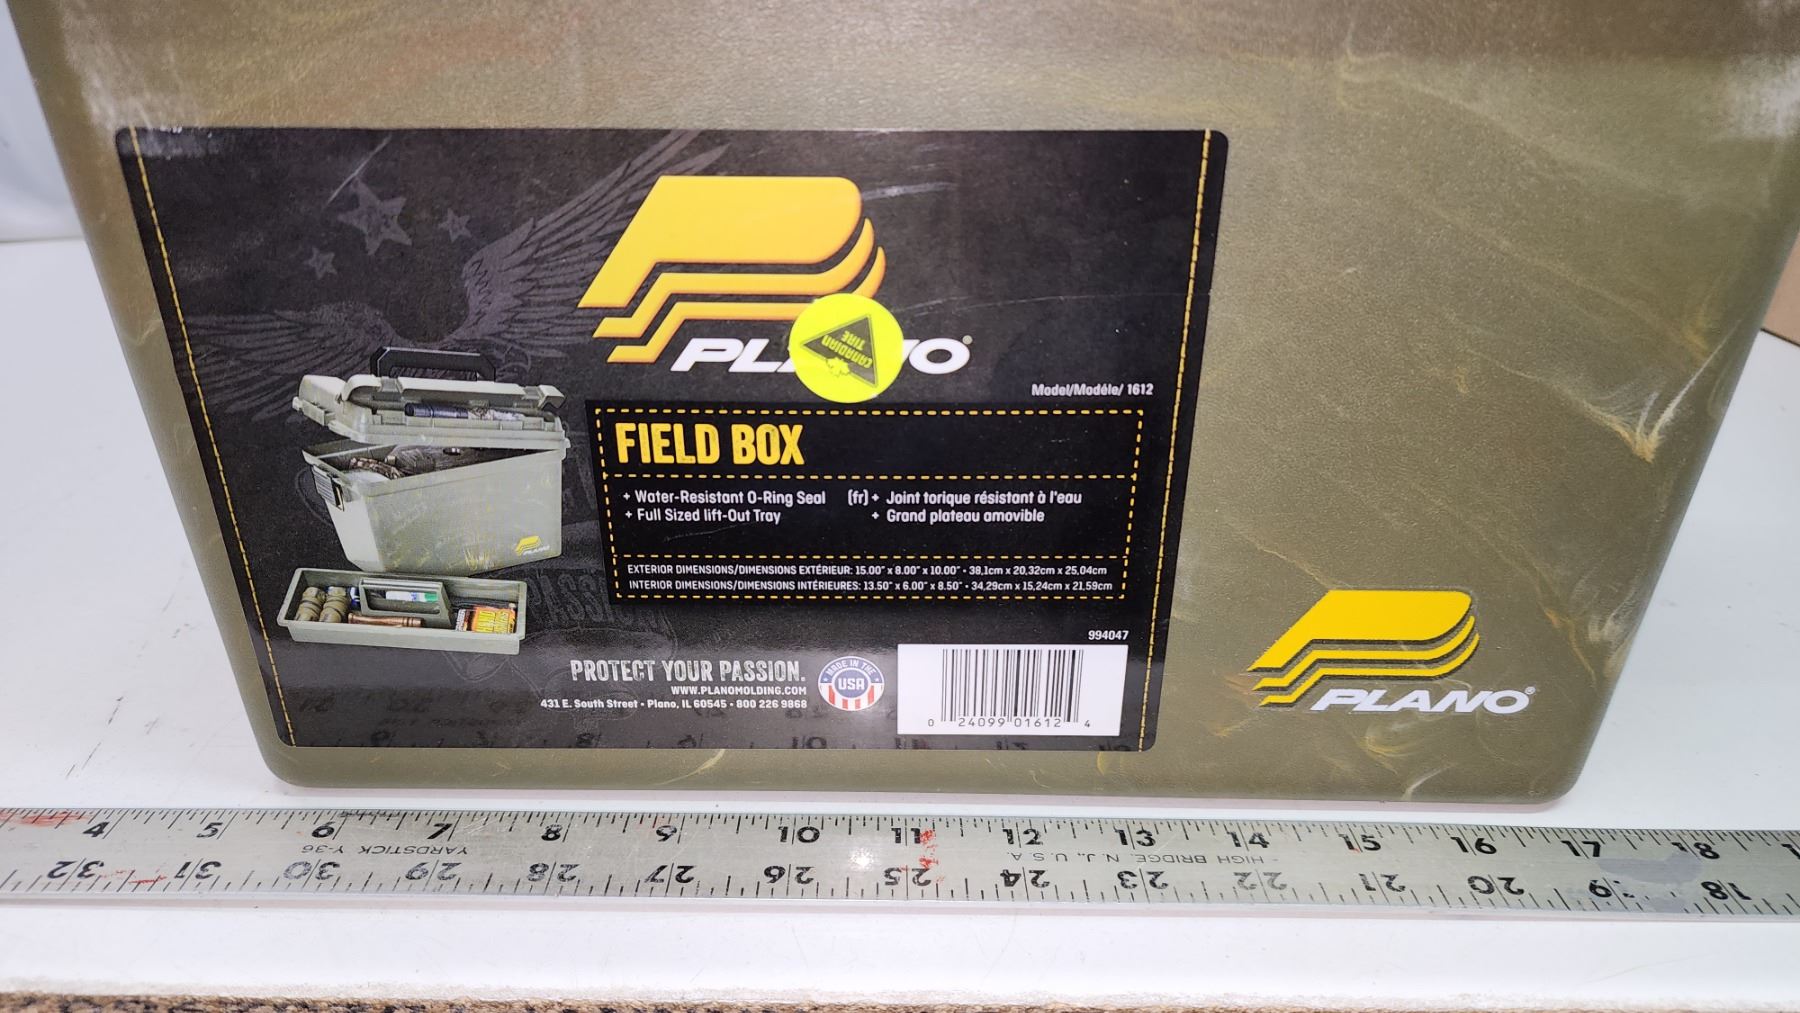 PLANO®
CANADIAN
TIRE
Model/Modèle/ 1612
FIELD BOX
+ Water-Resistant O-Ring Seal
+ Full Sized lift-Out Tray
(fr) + Joint torique résistant à l'eau
+ Grand plateau amovible
EXTERIOR DIMENSIONS/DIMENSIONS EXTÉRIEUR: 15.00" x 8.00" x 10.00" - 38,1cm x 20,32cm x 25,04cm
INTERIOR DIMENSIONS/DIMENSIONS INTÉRIEURES: 13.50" x 6.00" x 8.50" - 34,29cm x 15,24cm x 21,59cm
994047
PROTECT YOUR PASSION.
WWW.PLANOMOLDING.COM
431 E. South Street • Plano, IL 60545 • 800 226 9868
MADE IN THE
USA
0 24099 01612 4
PLANO
PLANO®
4 5 6 7 8 9 10 11 12 13 14 15 16 17 18
YARDSTICK Y-36
HIGH BRIDGE, N.J., U.S.A.
32 31 30 29 28 27 26 25 24 23 22 21 20 19 18